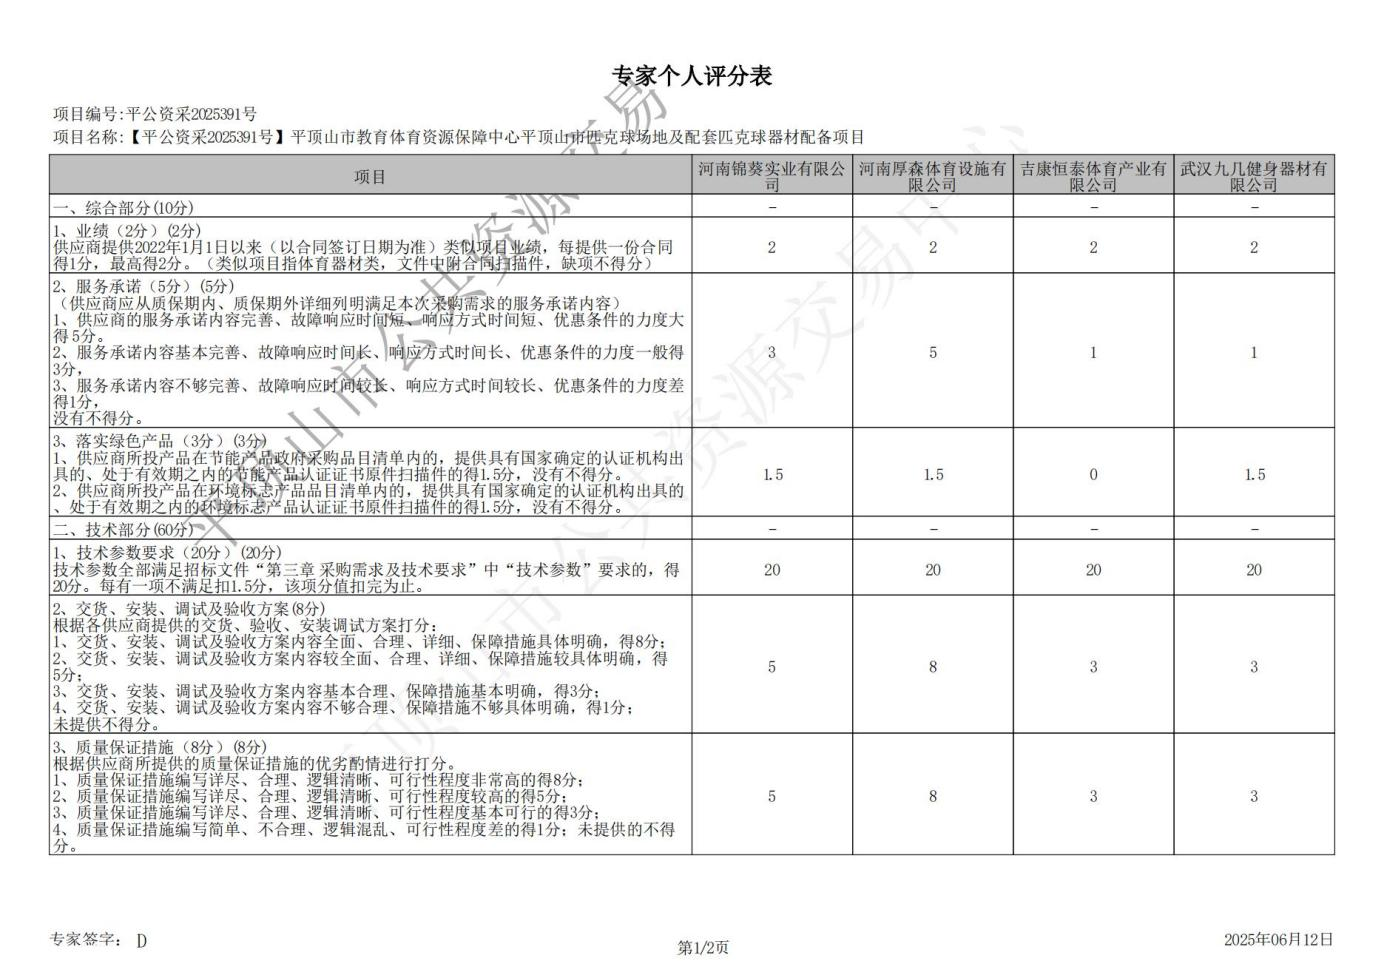 专家个人评分表
项目编号:平公资采2025391号
项目名称:【平公资采2025391号】平顶山市教育体育资源保障中心平顶山市匹克球场地及配套匹克球器材配备项目
项目
河南锦葵实业有限公
司
河南厚森体育设施有
限公司
吉康恒泰体育产业有
限公司
武汉九几健身器材有
限公司
一、综合部分(10分)
－ － － －
1、业绩（2分）(2分)
供应商提供2022年1月1日以来（以合同签订日期为准）类似项目业绩，每提供一份合同
得1分，最高得2分。（类似项目指体育器材类，文件中附合同扫描件，缺项不得分）
2 2 2 2
2、服务承诺（5分）(5分)
（供应商应从质保期内、质保期外详细列明满足本次采购需求的服务承诺内容）
1、供应商的服务承诺内容完善、故障响应时间短、响应方式时间短、优惠条件的力度大
得 5分。
2、服务承诺内容基本完善、故障响应时间长、响应方式时间长、优惠条件的力度一般得
3分，
3、服务承诺内容不够完善、故障响应时间较长、响应方式时间较长、优惠条件的力度差
得1分，
没有不得分。
3 5 1 1
3、落实绿色产品（3分）(3分)
1、供应商所投产品在节能产品政府采购品目清单内的，提供具有国家确定的认证机构出
具的、处于有效期之内的节能产品认证证书原件扫描件的得1.5分，没有不得分。
2、供应商所投产品在环境标志产品品目清单内的，提供具有国家确定的认证机构出具的
、处于有效期之内的环境标志产品认证证书原件扫描件的得1.5分，没有不得分。
1.5 1.5 0 1.5
二、技术部分(60分)
－ － － －
1、技术参数要求（20分）(20分)
技术参数全部满足招标文件“第三章 采购需求及技术要求”中“技术参数”要求的，得
20分。每有一项不满足扣1.5分，该项分值扣完为止。
20 20 20 20
2、交货、安装、调试及验收方案(8分)
根据各供应商提供的交货、验收、安装调试方案打分：
1、交货、安装、调试及验收方案内容全面、合理、详细、保障措施具体明确，得8分；
2、交货、安装、调试及验收方案内容较全面、合理、详细、保障措施较具体明确，得
5分；
3、交货、安装、调试及验收方案内容基本合理、保障措施基本明确，得3分；
4、交货、安装、调试及验收方案内容不够合理、保障措施不够具体明确，得1分；
未提供不得分。
5 8 3 3
3、质量保证措施（8分）(8分)
根据供应商所提供的质量保证措施的优劣酌情进行打分。
1、质量保证措施编写详尽、合理、逻辑清晰、可行性程度非常高的得8分；
2、质量保证措施编写详尽、合理、逻辑清晰、可行性程度较高的得5分；
3、质量保证措施编写详尽、合理、逻辑清晰、可行性程度基本可行的得3分；
4、质量保证措施编写简单、不合理、逻辑混乱、可行性程度差的得1分；未提供的不得
分。
5 8 3 3
平顶山市公共资源交易
顶山市公共资源交易中心
专家签字： D
第1/2页
2025年06月12日